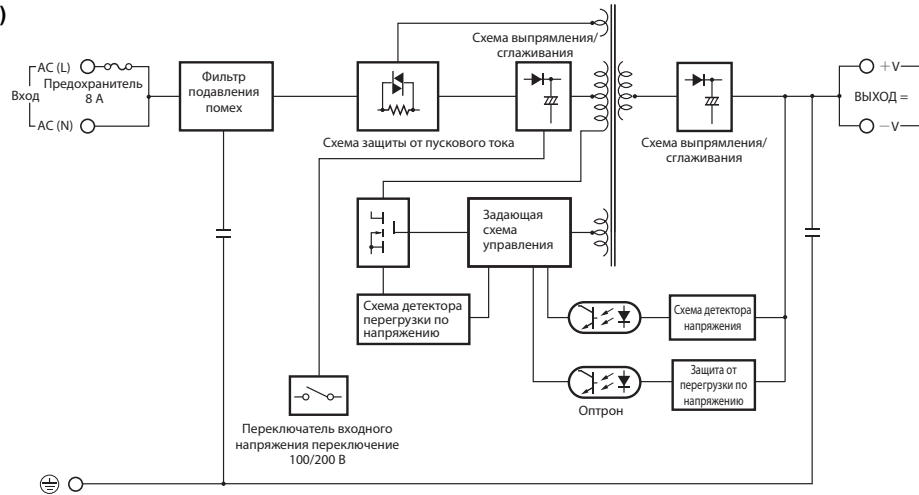 )
Схема выпрямления/
сглаживания
AC (L)
Предохранитель
8 А
Вход
AC (N)
Фильтр
подавления
помех
Схема защиты от пускового тока
Схема выпрямления/
сглаживания
+V
ВЫХОД =
−V
Задающая
схема
управления
Схема детектора
перегрузки по
напряжению
Схема детектора
напряжения
Защита от
перегрузки по
напряжению
Оптрон
Переключатель входного
напряжения переключение
100/200 В